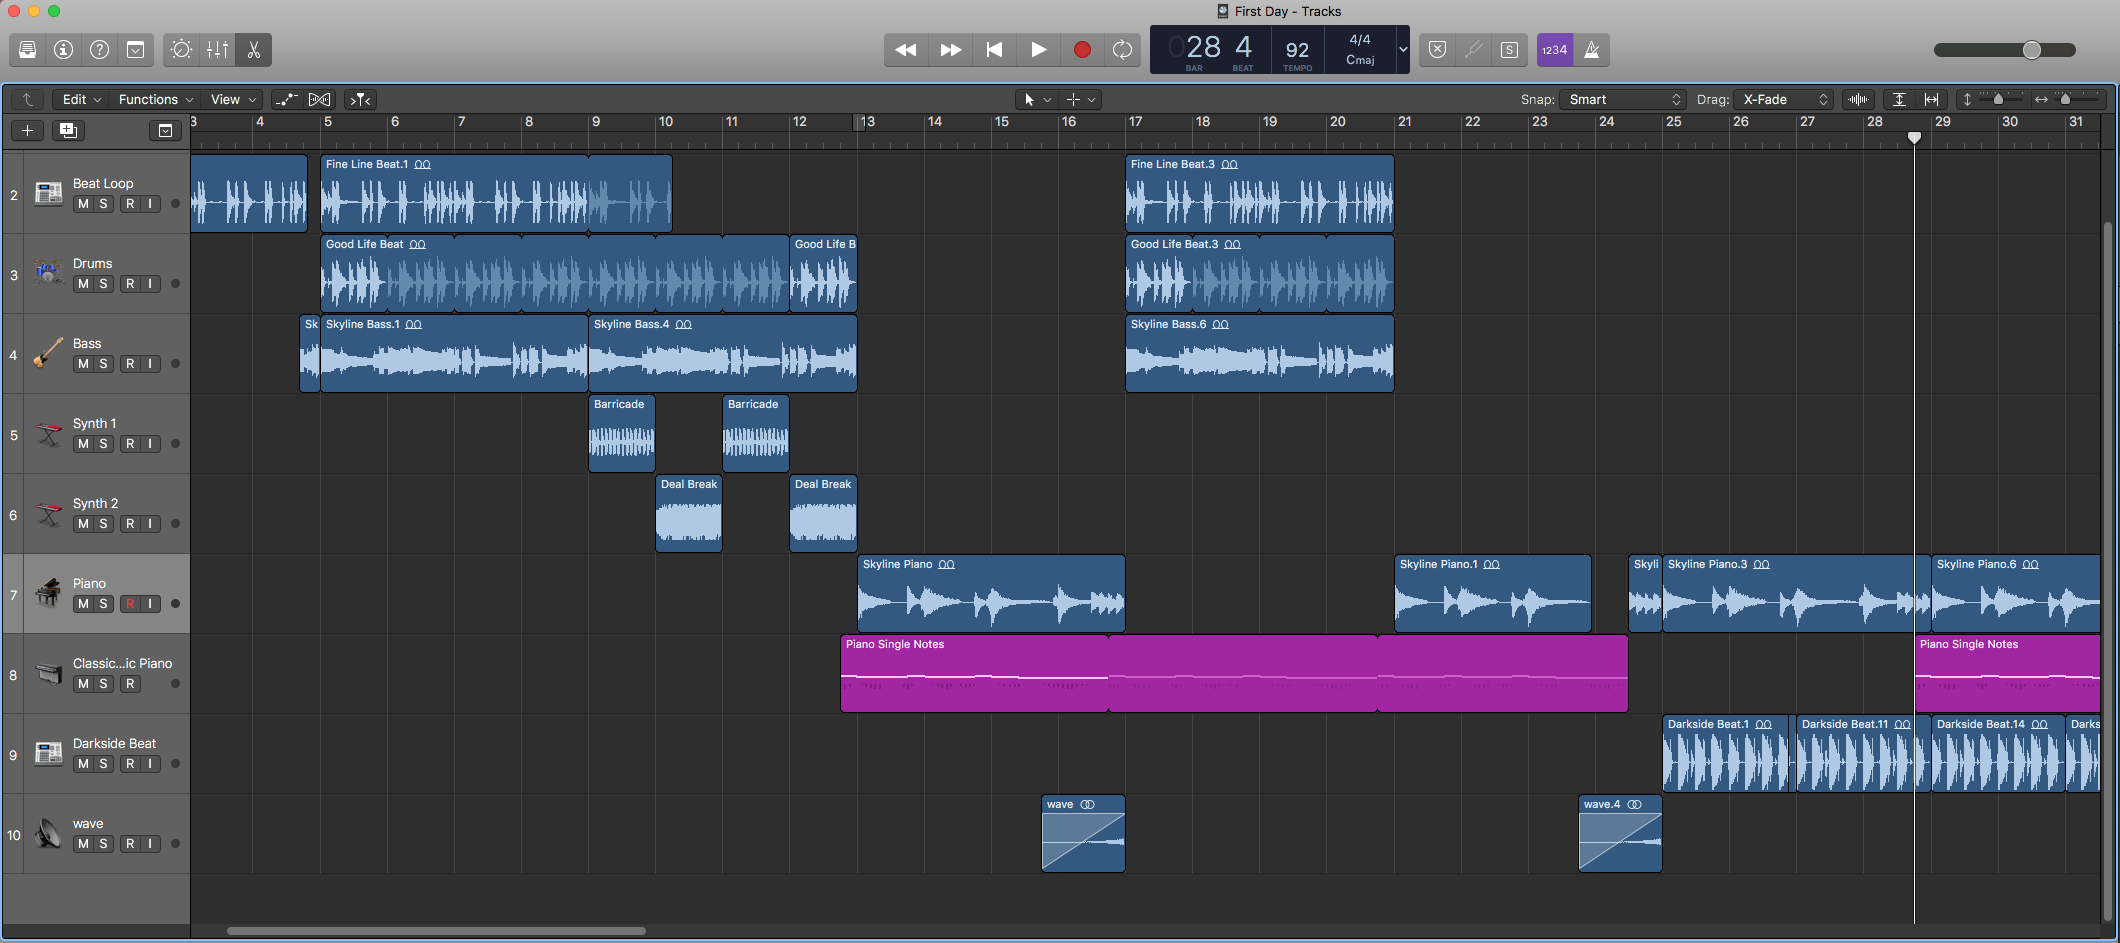 First Day - Tracks
028 4 92 4/4 Cmaj
BAR BEAT TEMPO
S 1234
Edit Functions View Snap: Smart Drag: X-Fade
3 4 5 6 7 8 9 10 11 12 13 14 15 16 17 18 19 20 21 22 23 24 25 26 27 28 29 30 31
2 Beat Loop
M S R I
Fine Line Beat.1 Fine Line Beat.3
3 Drums
M S R I
Good Life Beat Good Life B Good Life Beat.3
4 Bass
M S R I
Sk Skyline Bass.1 Skyline Bass.4 Skyline Bass.6
5 Synth 1
M S R I
Barricade Barricade
6 Synth 2
M S R I
Deal Break Deal Break
7 Piano
M S R I
Skyline Piano Skyline Piano.1 Skyli Skyline Piano.3 Skyline Piano.6
8 Classic...ic Piano
M S R
Piano Single Notes Piano Single Notes
9 Darkside Beat
M S R I
Darkside Beat.1 Darkside Beat.11 Darkside Beat.14 Darks
10 wave
M S R I
wave wave.4